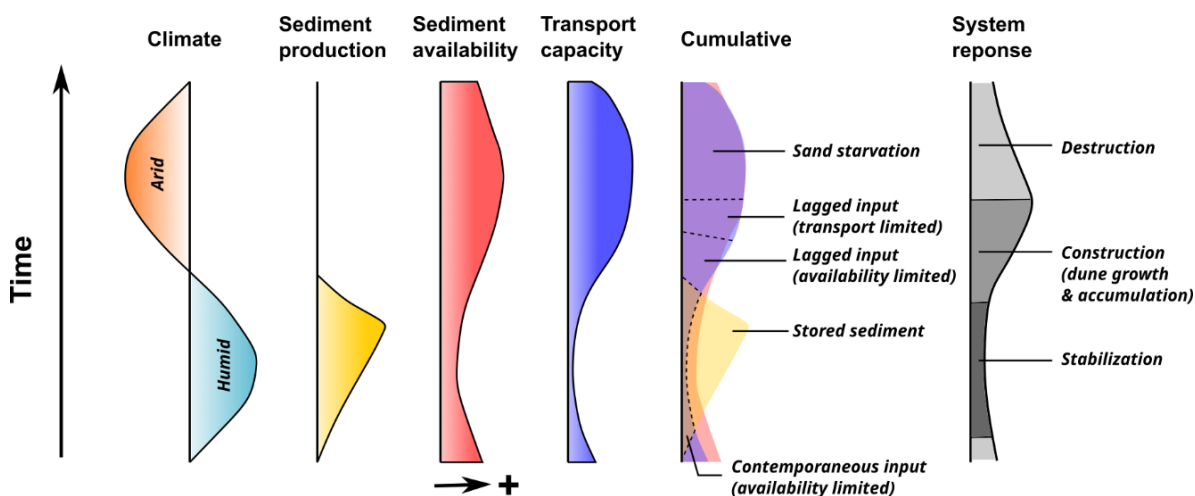 Climate
Sediment
production
Sediment
availability
Transport
capacity
Cumulative
System
reponse
Time
Arid
Humid
Sand starvation
Lagged input
(transport limited)
Lagged input
(availability limited)
Stored sediment
Contemporaneous input
(availability limited)
Destruction
Construction
(dune growth
& accumulation)
Stabilization
+